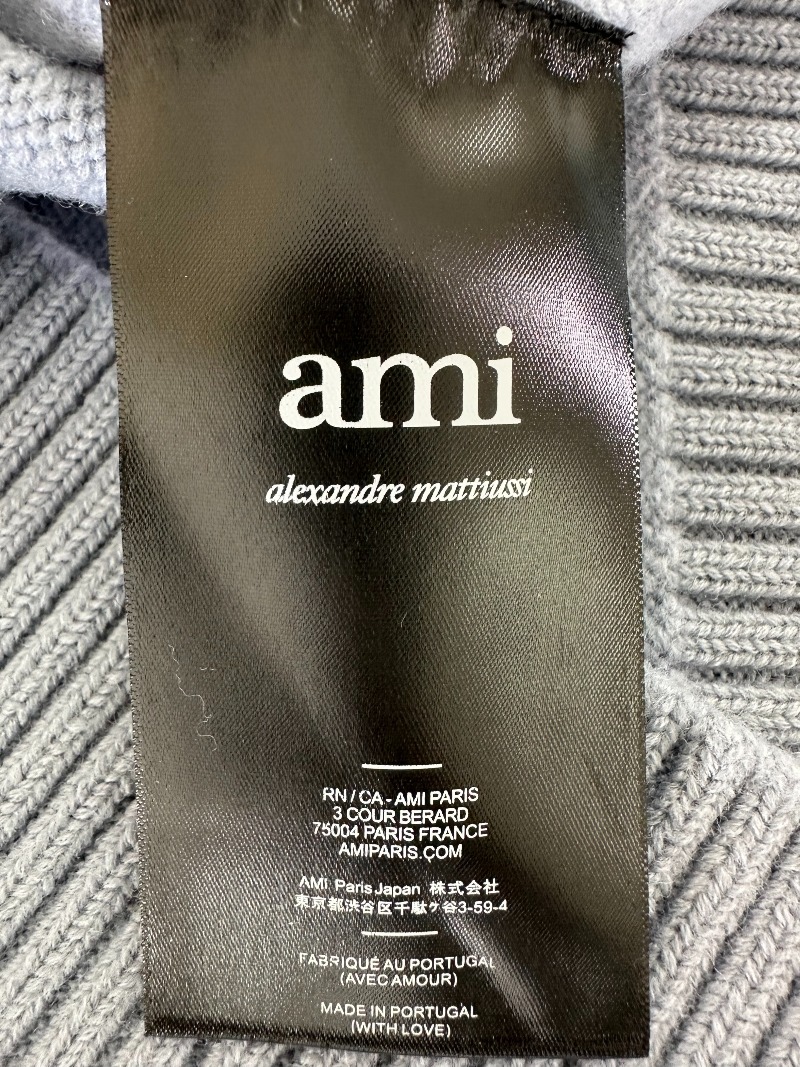 ami
alexandre mattiussi
RN / CA - AMI PARIS
3 COUR BERARD
75004 PARIS FRANCE
AMIPARIS.COM
AMI Paris Japan 株式会社
東京都渋谷区千駄ヶ谷3-59-4
FABRIQUÉ AU PORTUGAL
(AVEC AMOUR)
MADE IN PORTUGAL
(WITH LOVE)